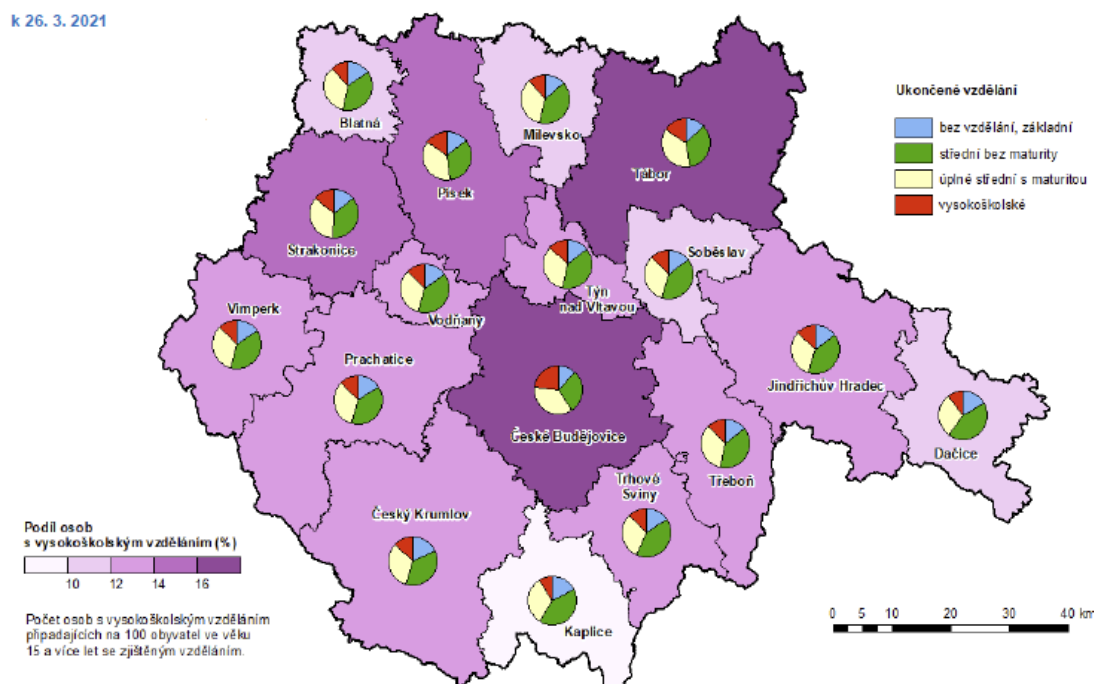 k 26. 3. 2021
Blatná
Milevsko
Písek
Tábor
Strakonice
Soběslav
Vimperk
Vodňany
Týn
nad Vltavou
Prachatice
Jindřichův Hradec
České Budějovice
Dačice
Třeboň
Trhové
Sviny
Český Krumlov
Kaplice
Ukončené vzdělání
bez vzdělání, základní
střední bez maturity
úplné střední s maturitou
vysokoškolské
Podíl osob
s vysokoškolským vzděláním (%)
10 12 14 16
Počet osob s vysokoškolským vzděláním
připadajících na 100 obyvatel ve věku
15 a více let se zjištěným vzděláním.
0 5 10 20 30 40 km